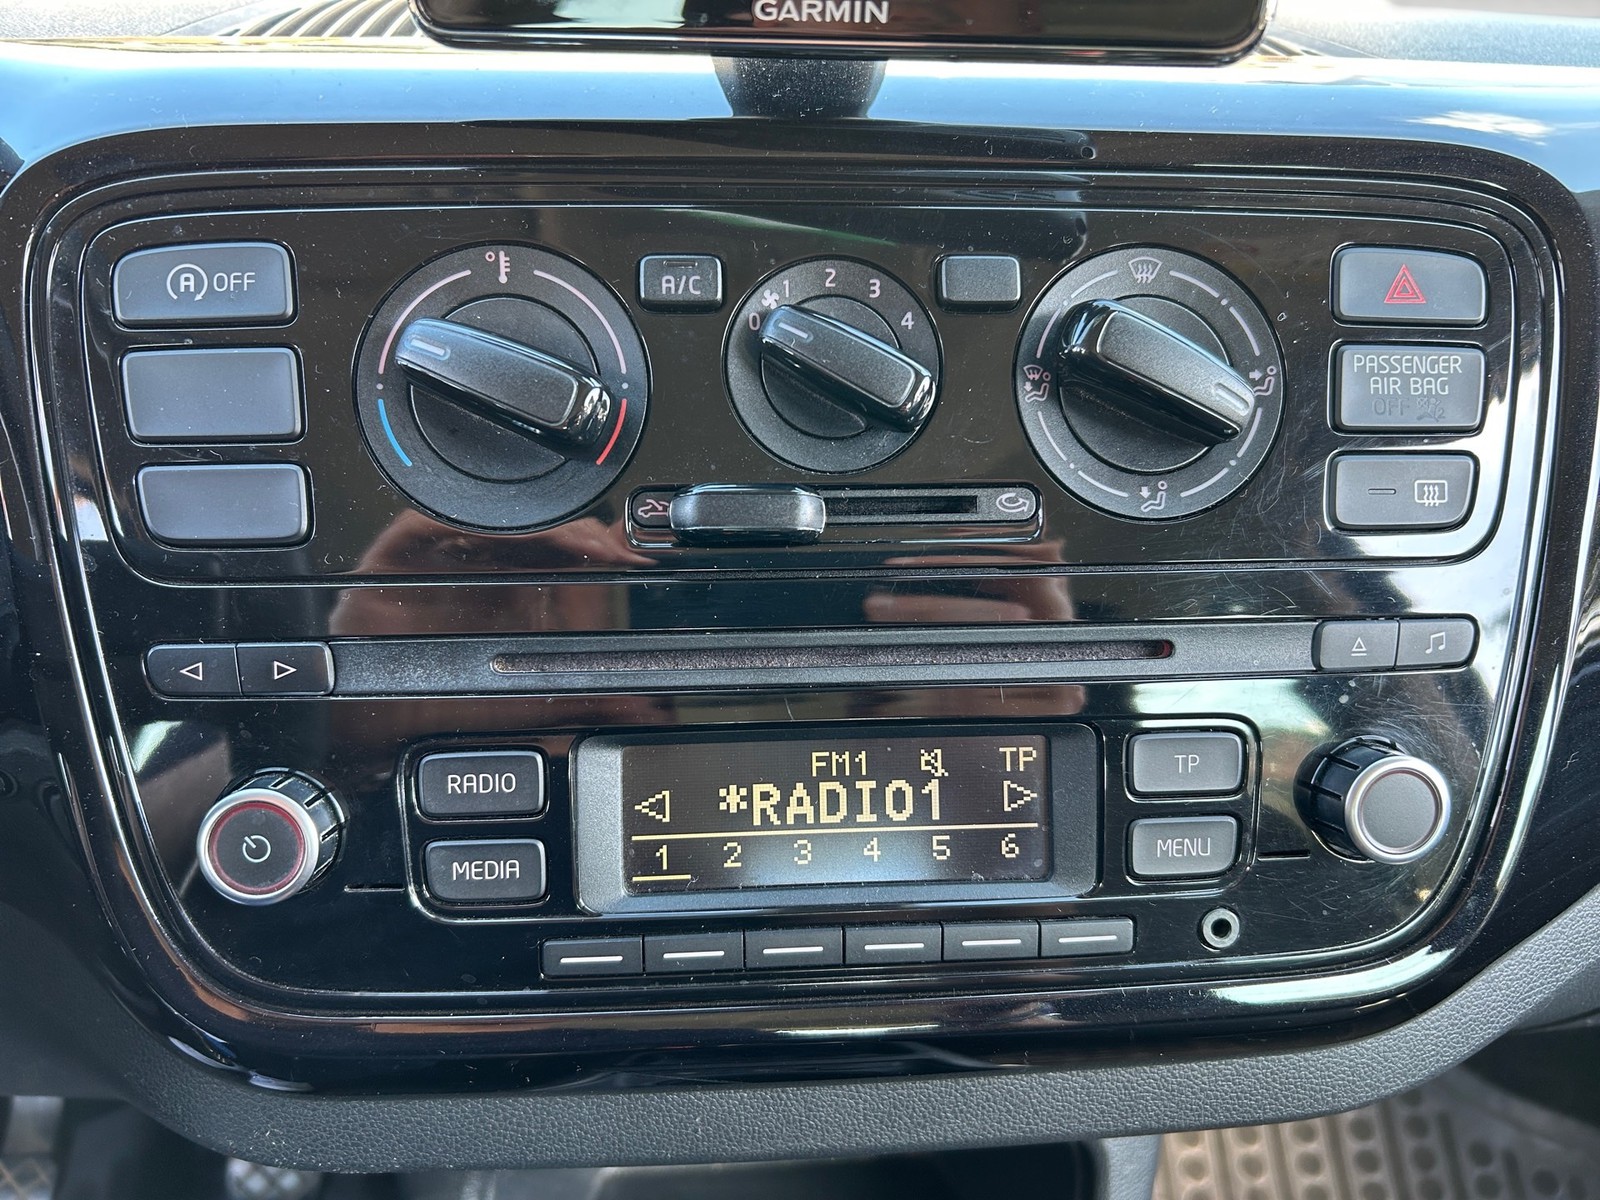 GARMIN
A OFF
A/C
0 1 2 3 4
PASSENGER
AIR BAG
OFF
RADIO
MEDIA
FM1 TP
*RADIO1
1 2 3 4 5 6
TP
MENU